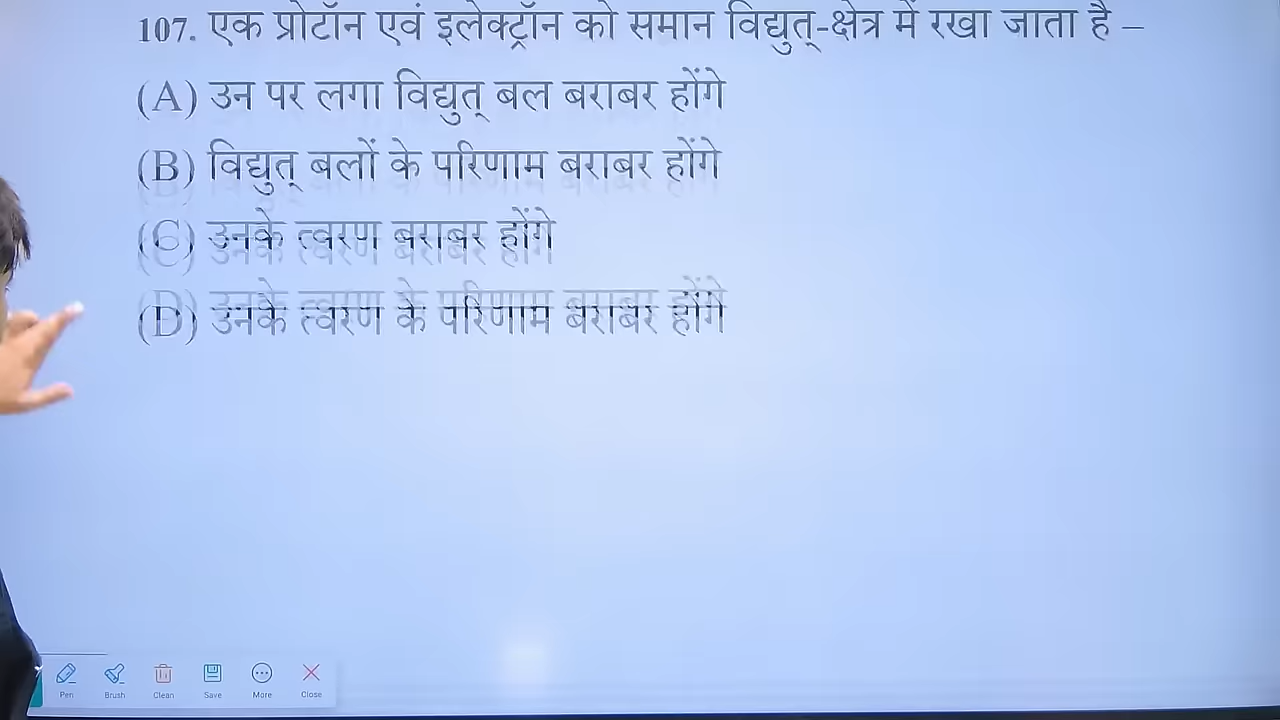 107. एक प्रोटॉन एवं इलेक्ट्रॉन को समान विद्युत्-क्षेत्र में रखा जाता है –
(A) उन पर लगा विद्युत् बल बराबर होंगे
(B) विद्युत् बलों के परिणाम बराबर होंगे
(C) उनके त्वरण बराबर होंगे
(D) उनके त्वरण के परिणाम बराबर होंगे
Pen Brush Clean Save More Close